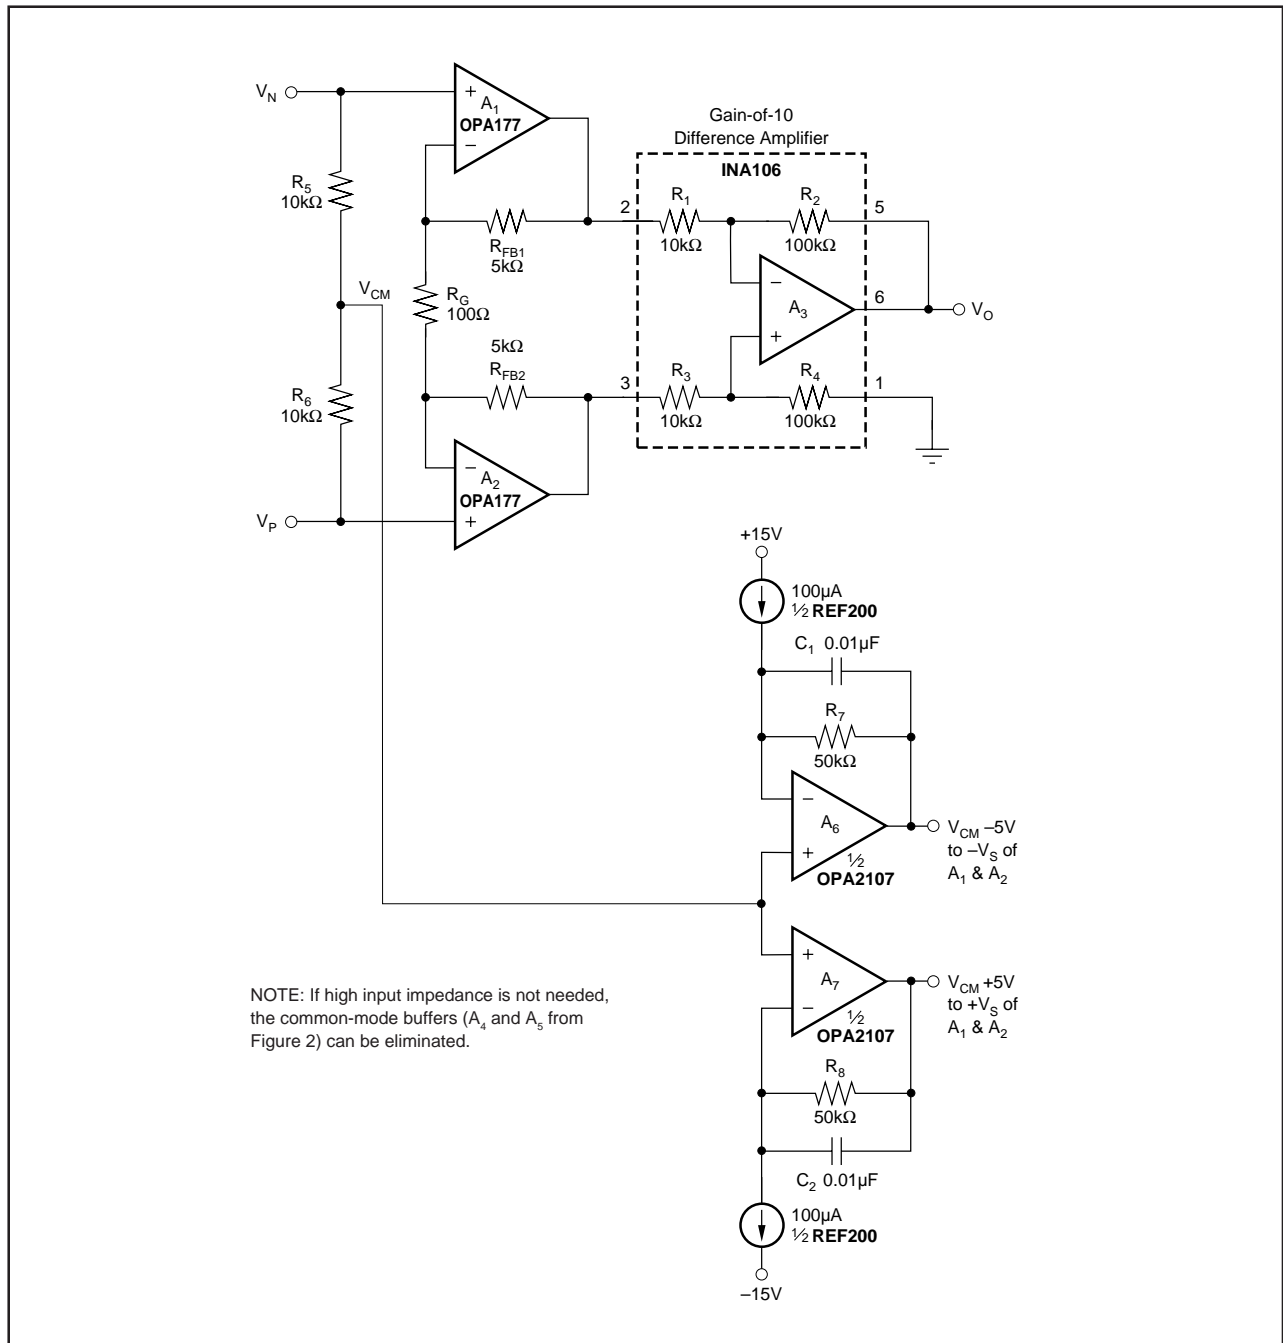 V_N
+
A_1
OPA177
–
Gain-of-10
Difference Amplifier
INA106
R_5
10kΩ
2
R_1
10kΩ
R_2
100kΩ
5
R_FB1
5kΩ
V_CM
R_G
100Ω
–
A_3
+
6
V_O
5kΩ
R_FB2
3
R_3
10kΩ
R_4
100kΩ
1
R_6
10kΩ
–
A_2
OPA177
+
V_P
+15V
100µA
½ REF200
C_1 0.01µF
R_7
50kΩ
–
A_6
+
½
OPA2107
V_CM –5V
to –V_S of
A_1 & A_2
+
A_7
–
½
OPA2107
V_CM +5V
to +V_S of
A_1 & A_2
NOTE: If high input impedance is not needed,
the common-mode buffers (A_4 and A_5 from
Figure 2) can be eliminated.
R_8
50kΩ
C_2 0.01µF
100µA
½ REF200
–15V